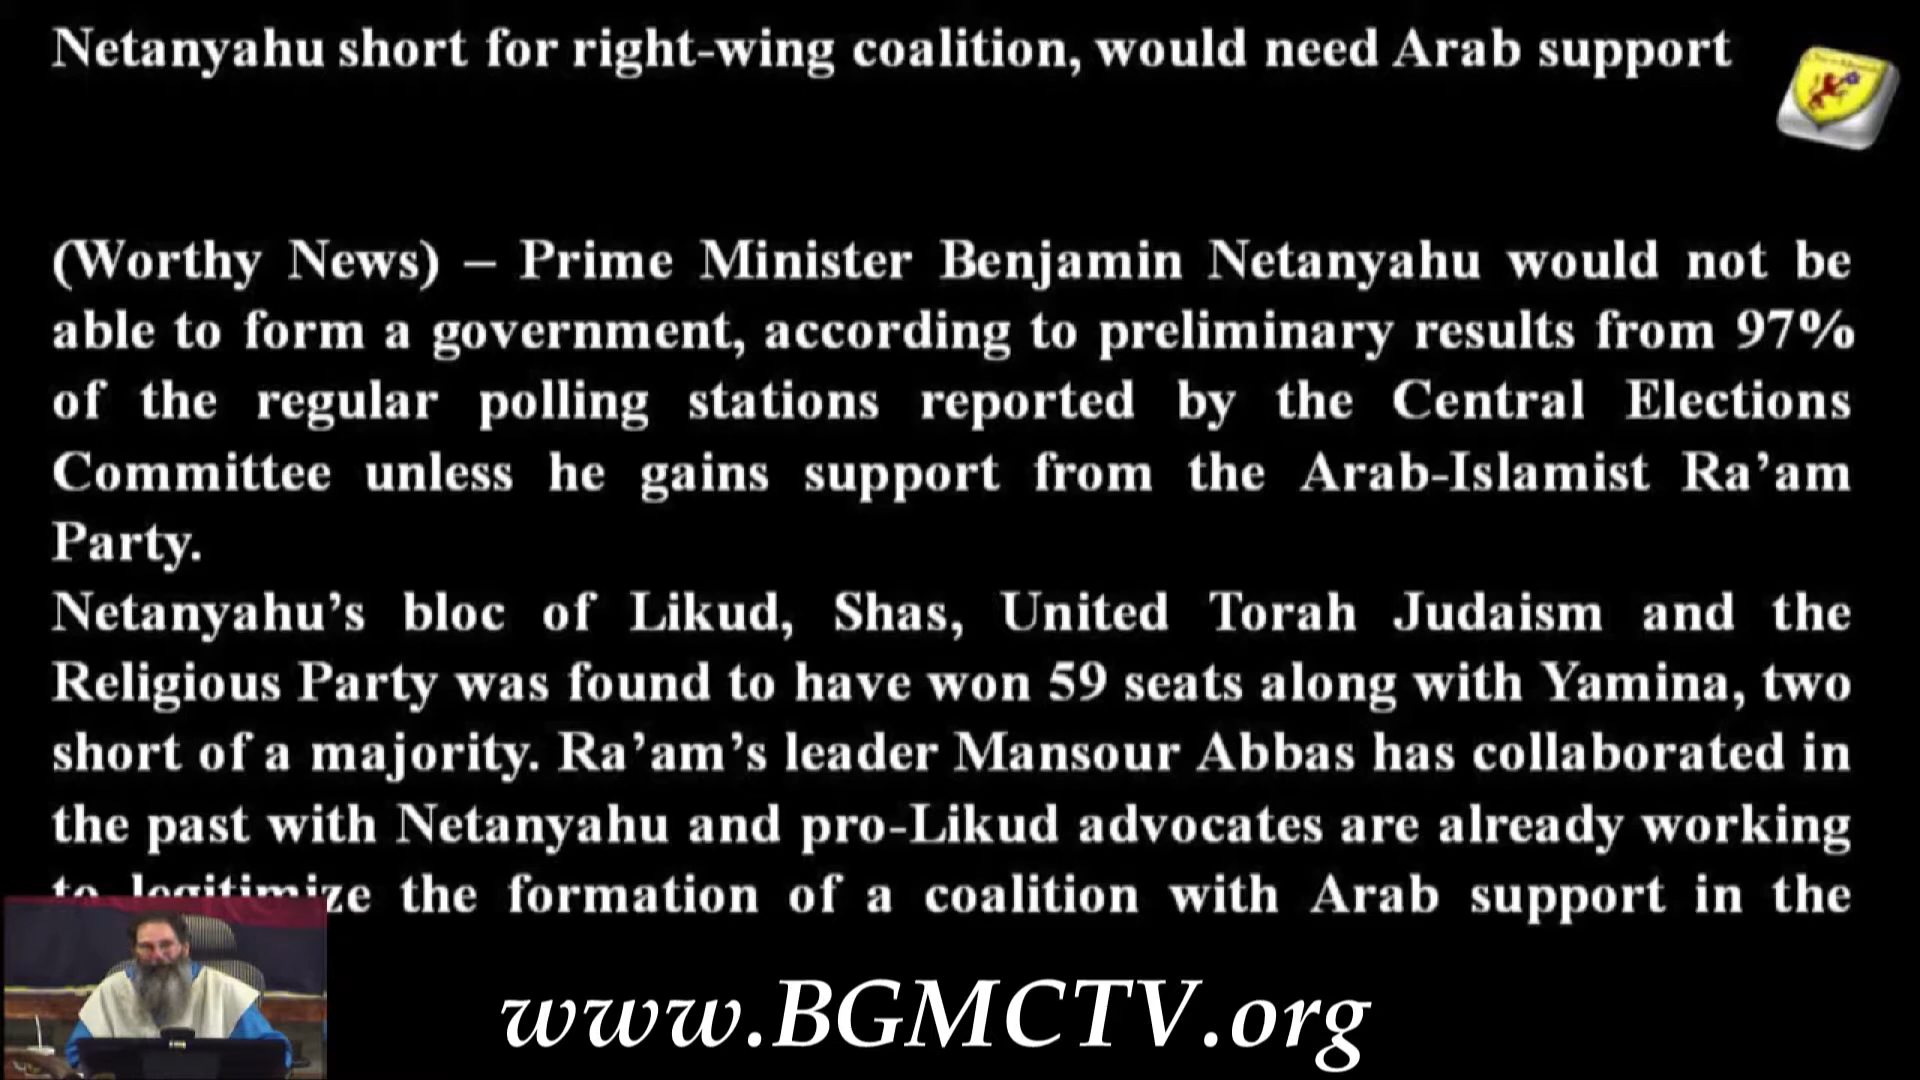 Netanyahu short for right-wing coalition, would need Arab support
(Worthy News) – Prime Minister Benjamin Netanyahu would not be
able to form a government, according to preliminary results from 97%
of the regular polling stations reported by the Central Elections
Committee unless he gains support from the Arab-Islamist Ra’am
Party.
Netanyahu’s bloc of Likud, Shas, United Torah Judaism and the
Religious Party was found to have won 59 seats along with Yamina, two
short of a majority. Ra’am’s leader Mansour Abbas has collaborated in
the past with Netanyahu and pro-Likud advocates are already working
to legitimize the formation of a coalition with Arab support in the
www.BGMCTV.org